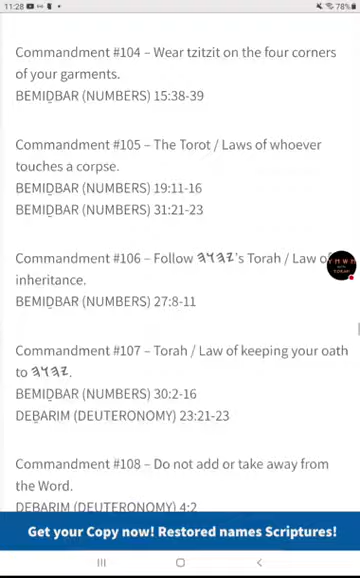 11:28 78%
Commandment #104 – Wear tzitzit on the four corners
of your garments.
BEMIḎBAR (NUMBERS) 15:38-39
Commandment #105 – The Torot / Laws of whoever
touches a corpse.
BEMIḎBAR (NUMBERS) 19:11-16
BEMIḎBAR (NUMBERS) 31:21-23
Commandment #106 – Follow 𐤉𐤄𐤅𐤄's Torah / Law of
inheritance.
BEMIḎBAR (NUMBERS) 27:8-11
Commandment #107 – Torah / Law of keeping your oath
to 𐤉𐤄𐤅𐤄.
BEMIḎBAR (NUMBERS) 30:2-16
DEḆARIM (DEUTERONOMY) 23:21-23
Commandment #108 – Do not add or take away from
the Word.
DEḆARIM (DEUTERONOMY) 4:2
Get your Copy now! Restored names Scriptures!